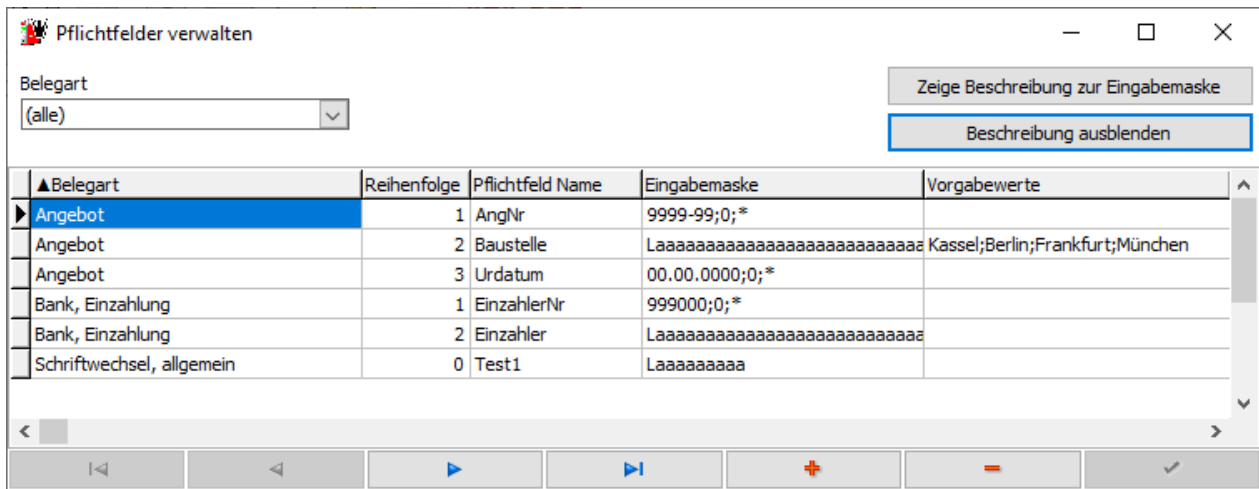 Pflichtfelder verwalten
Belegart
Zeige Beschreibung zur Eingabemaske
(alle)
Beschreibung ausblenden
▲Belegart Reihenfolge Pflichtfeld Name Eingabemaske Vorgabewerte
Angebot 1 AngNr 9999-99;0;*
Angebot 2 Baustelle Laaaaaaaaaaaaaaaaaaaaaaaaaaa Kassel;Berlin;Frankfurt;München
Angebot 3 Urdatum 00.00.0000;0;*
Bank, Einzahlung 1 EinzahlerNr 999000;0;*
Bank, Einzahlung 2 Einzahler Laaaaaaaaaaaaaaaaaaaaaaaaaaa
Schriftwechsel, allgemein 0 Test1 Laaaaaaaaa